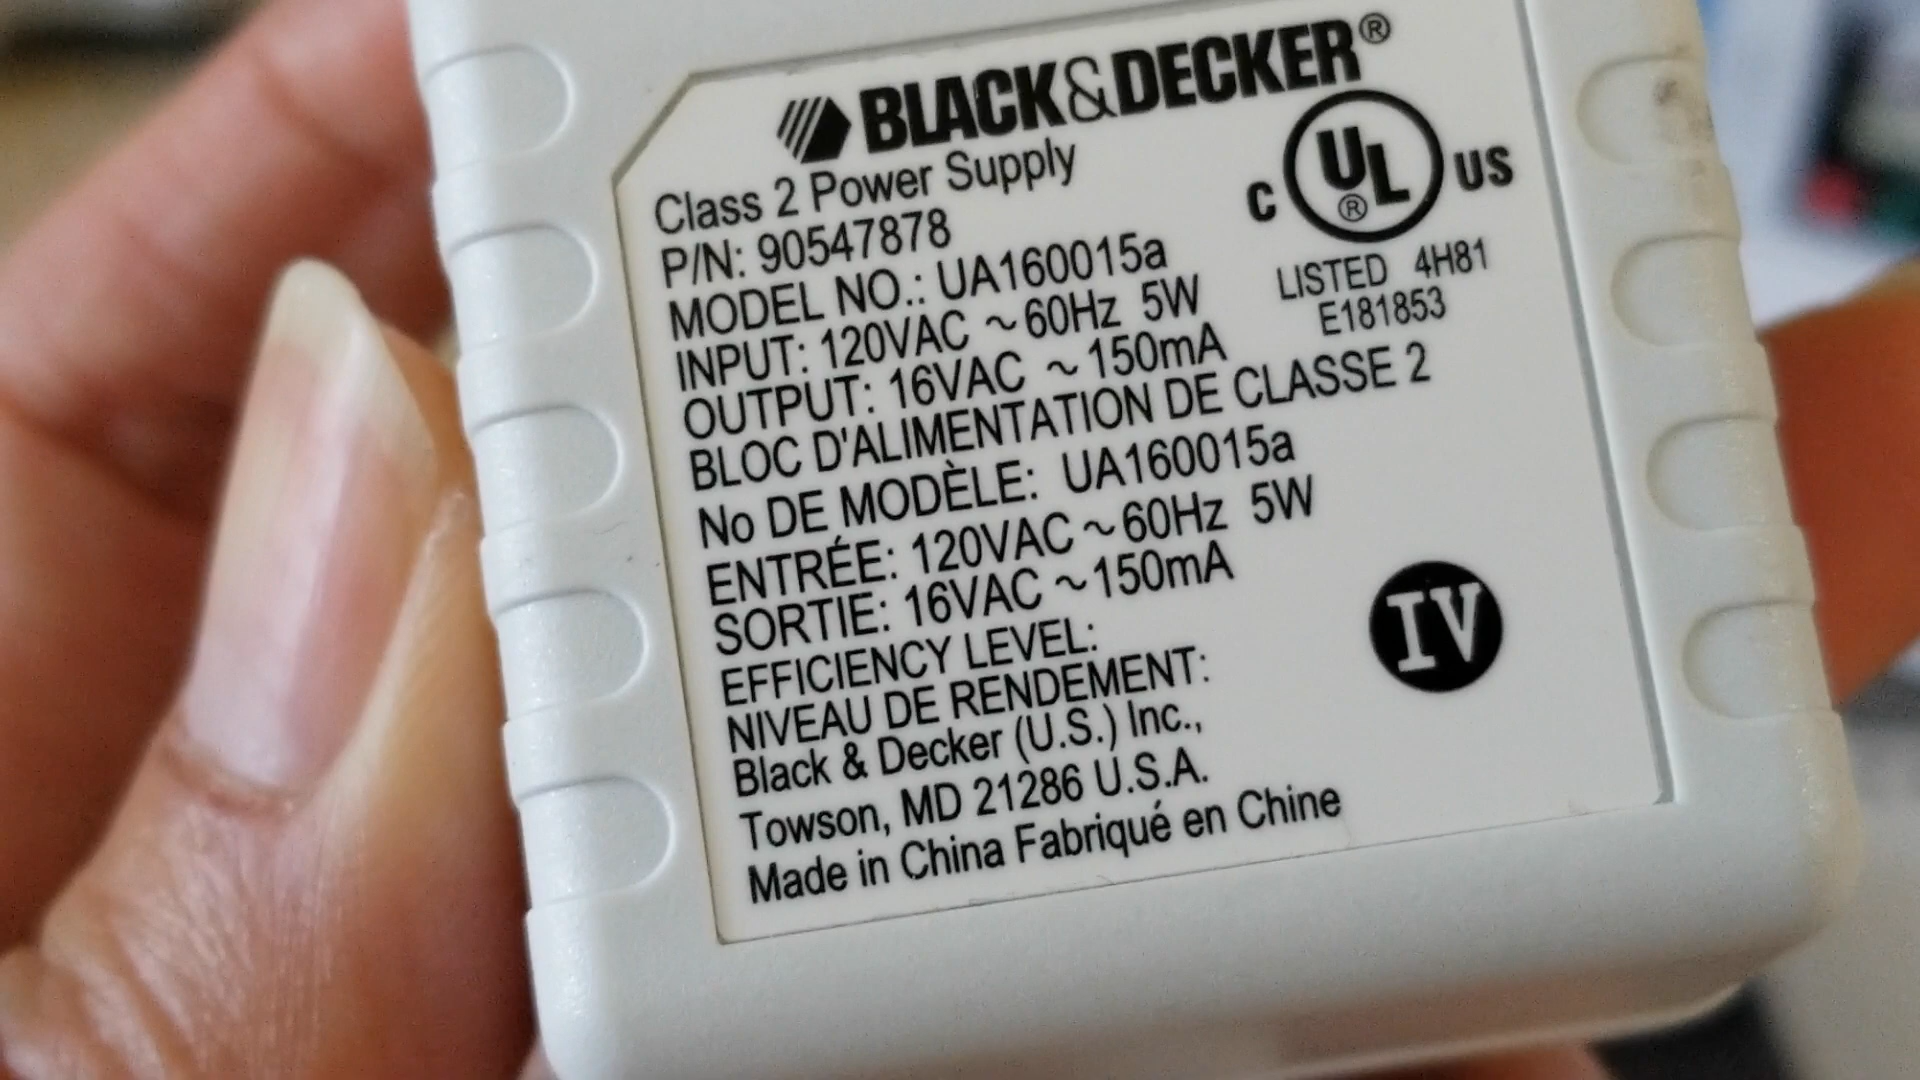 BLACK&DECKER®
Class 2 Power Supply
P/N: 90547878
MODEL NO.: UA160015a
INPUT: 120VAC ~60Hz 5W
OUTPUT: 16VAC ~150mA
C UL® US
LISTED 4H81
E181853
BLOC D'ALIMENTATION DE CLASSE 2
No DE MODÈLE: UA160015a
ENTRÉE: 120VAC ~60Hz 5W
SORTIE: 16VAC ~150mA
EFFICIENCY LEVEL:
NIVEAU DE RENDEMENT:
IV
Black & Decker (U.S.) Inc.,
Towson, MD 21286 U.S.A.
Made in China Fabriqué en Chine